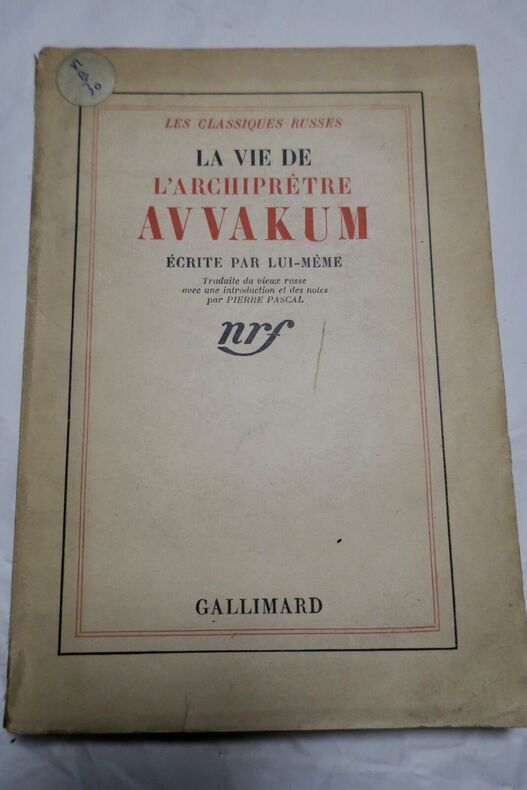 LES CLASSIQUES RUSSES
LA VIE DE
L'ARCHIPRÊTRE
AVVAKUM
ÉCRITE PAR LUI-MÊME
Traduite du vieux russe
avec une introduction et des notes
par PIERRE PASCAL
nrf
GALLIMARD